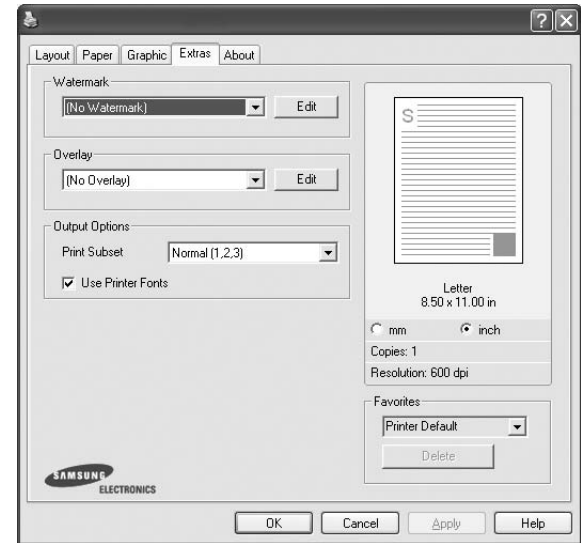 Layout Paper Graphic Extras About
Watermark
(No Watermark)
Edit
Overlay
(No Overlay)
Edit
Output Options
Print Subset
Normal (1,2,3)
Use Printer Fonts
S
Letter
8.50 x 11.00 in
mm
inch
Copies: 1
Resolution: 600 dpi
Favorites
Printer Default
Delete
SAMSUNG
ELECTRONICS
OK
Cancel
Apply
Help